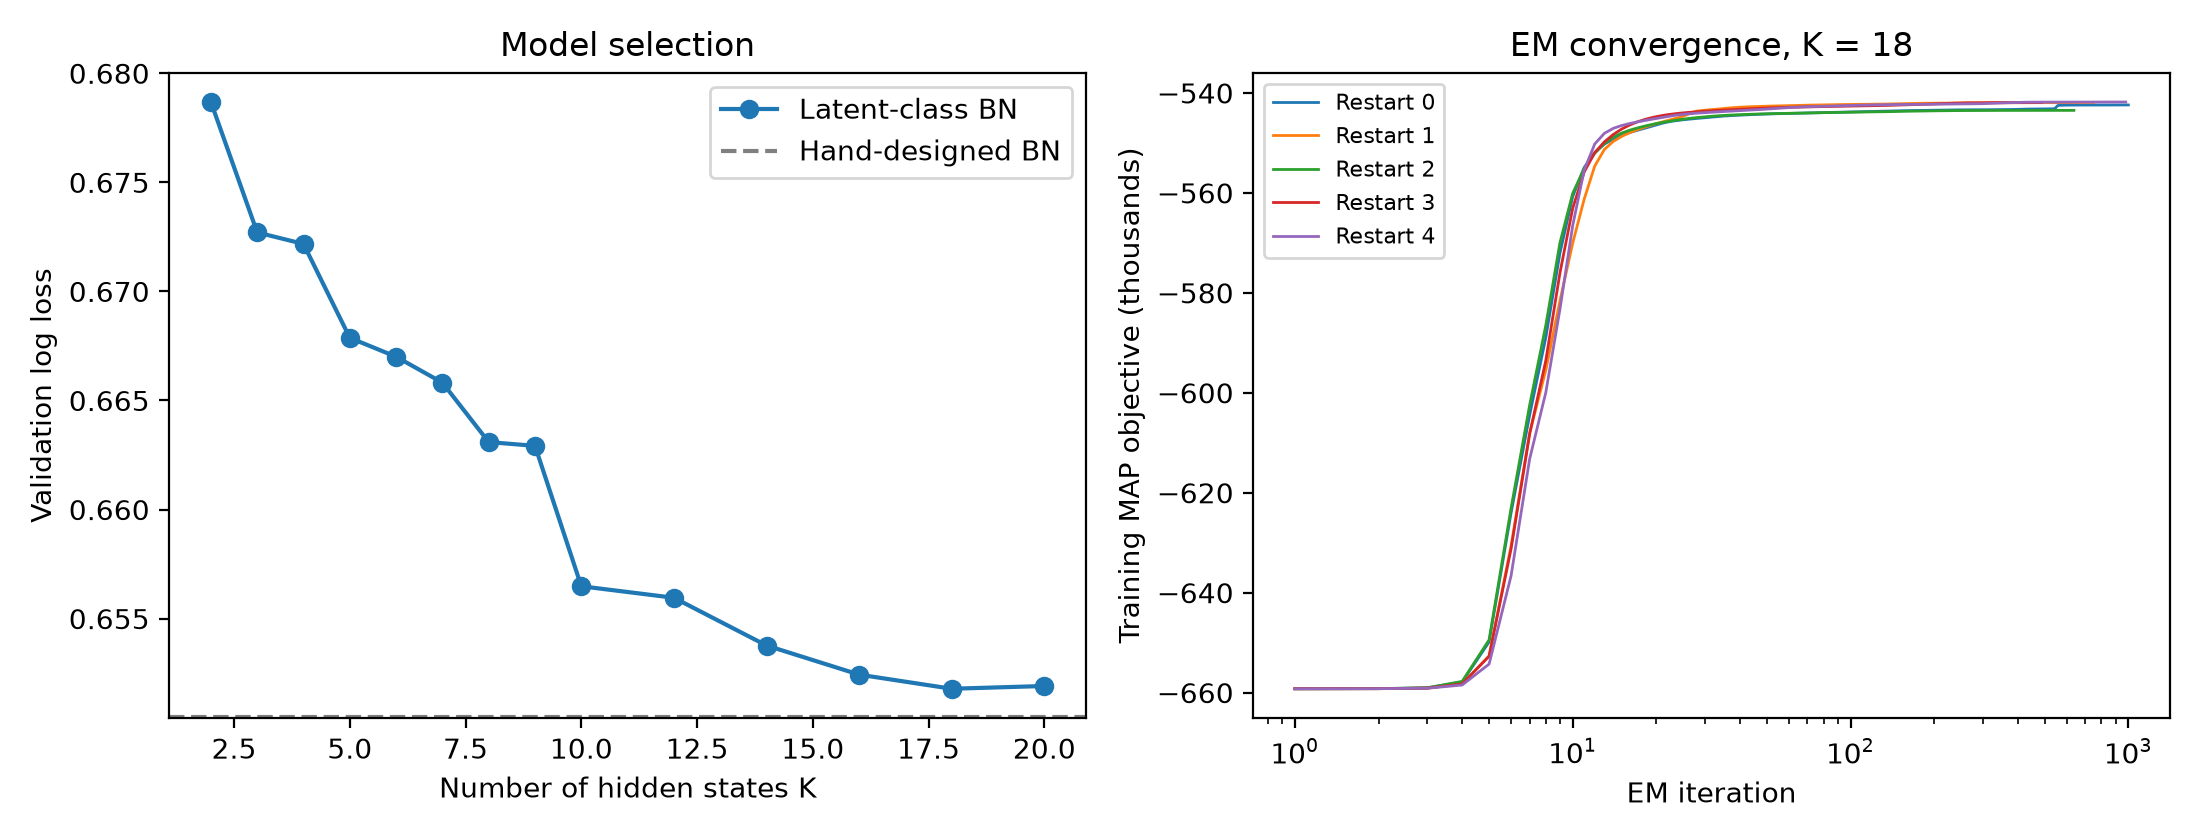 Model selection
0.680
0.675
0.670
0.665
0.660
0.655
Validation log loss
Latent-class BN
Hand-designed BN
2.5 5.0 7.5 10.0 12.5 15.0 17.5 20.0
Number of hidden states K
EM convergence, K = 18
−540
−560
−580
−600
−620
−640
−660
Training MAP objective (thousands)
Restart 0
Restart 1
Restart 2
Restart 3
Restart 4
10⁰ 10¹ 10² 10³
EM iteration